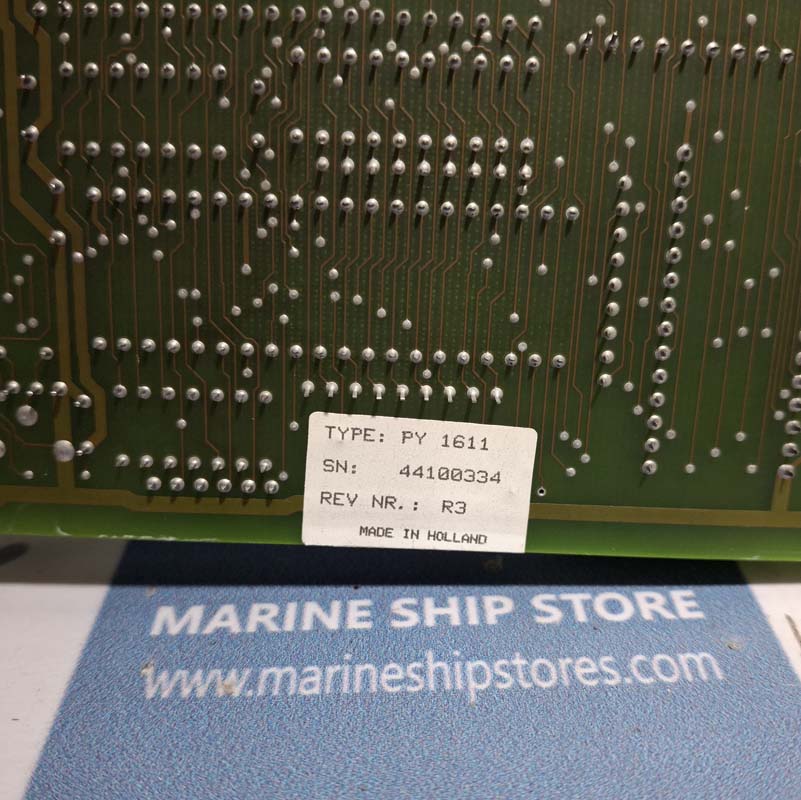 TYPE: PY 1611
SN: 44100334
REV NR.: R3
MADE IN HOLLAND
MARINE SHIP STORE
www.marineshipstores.com